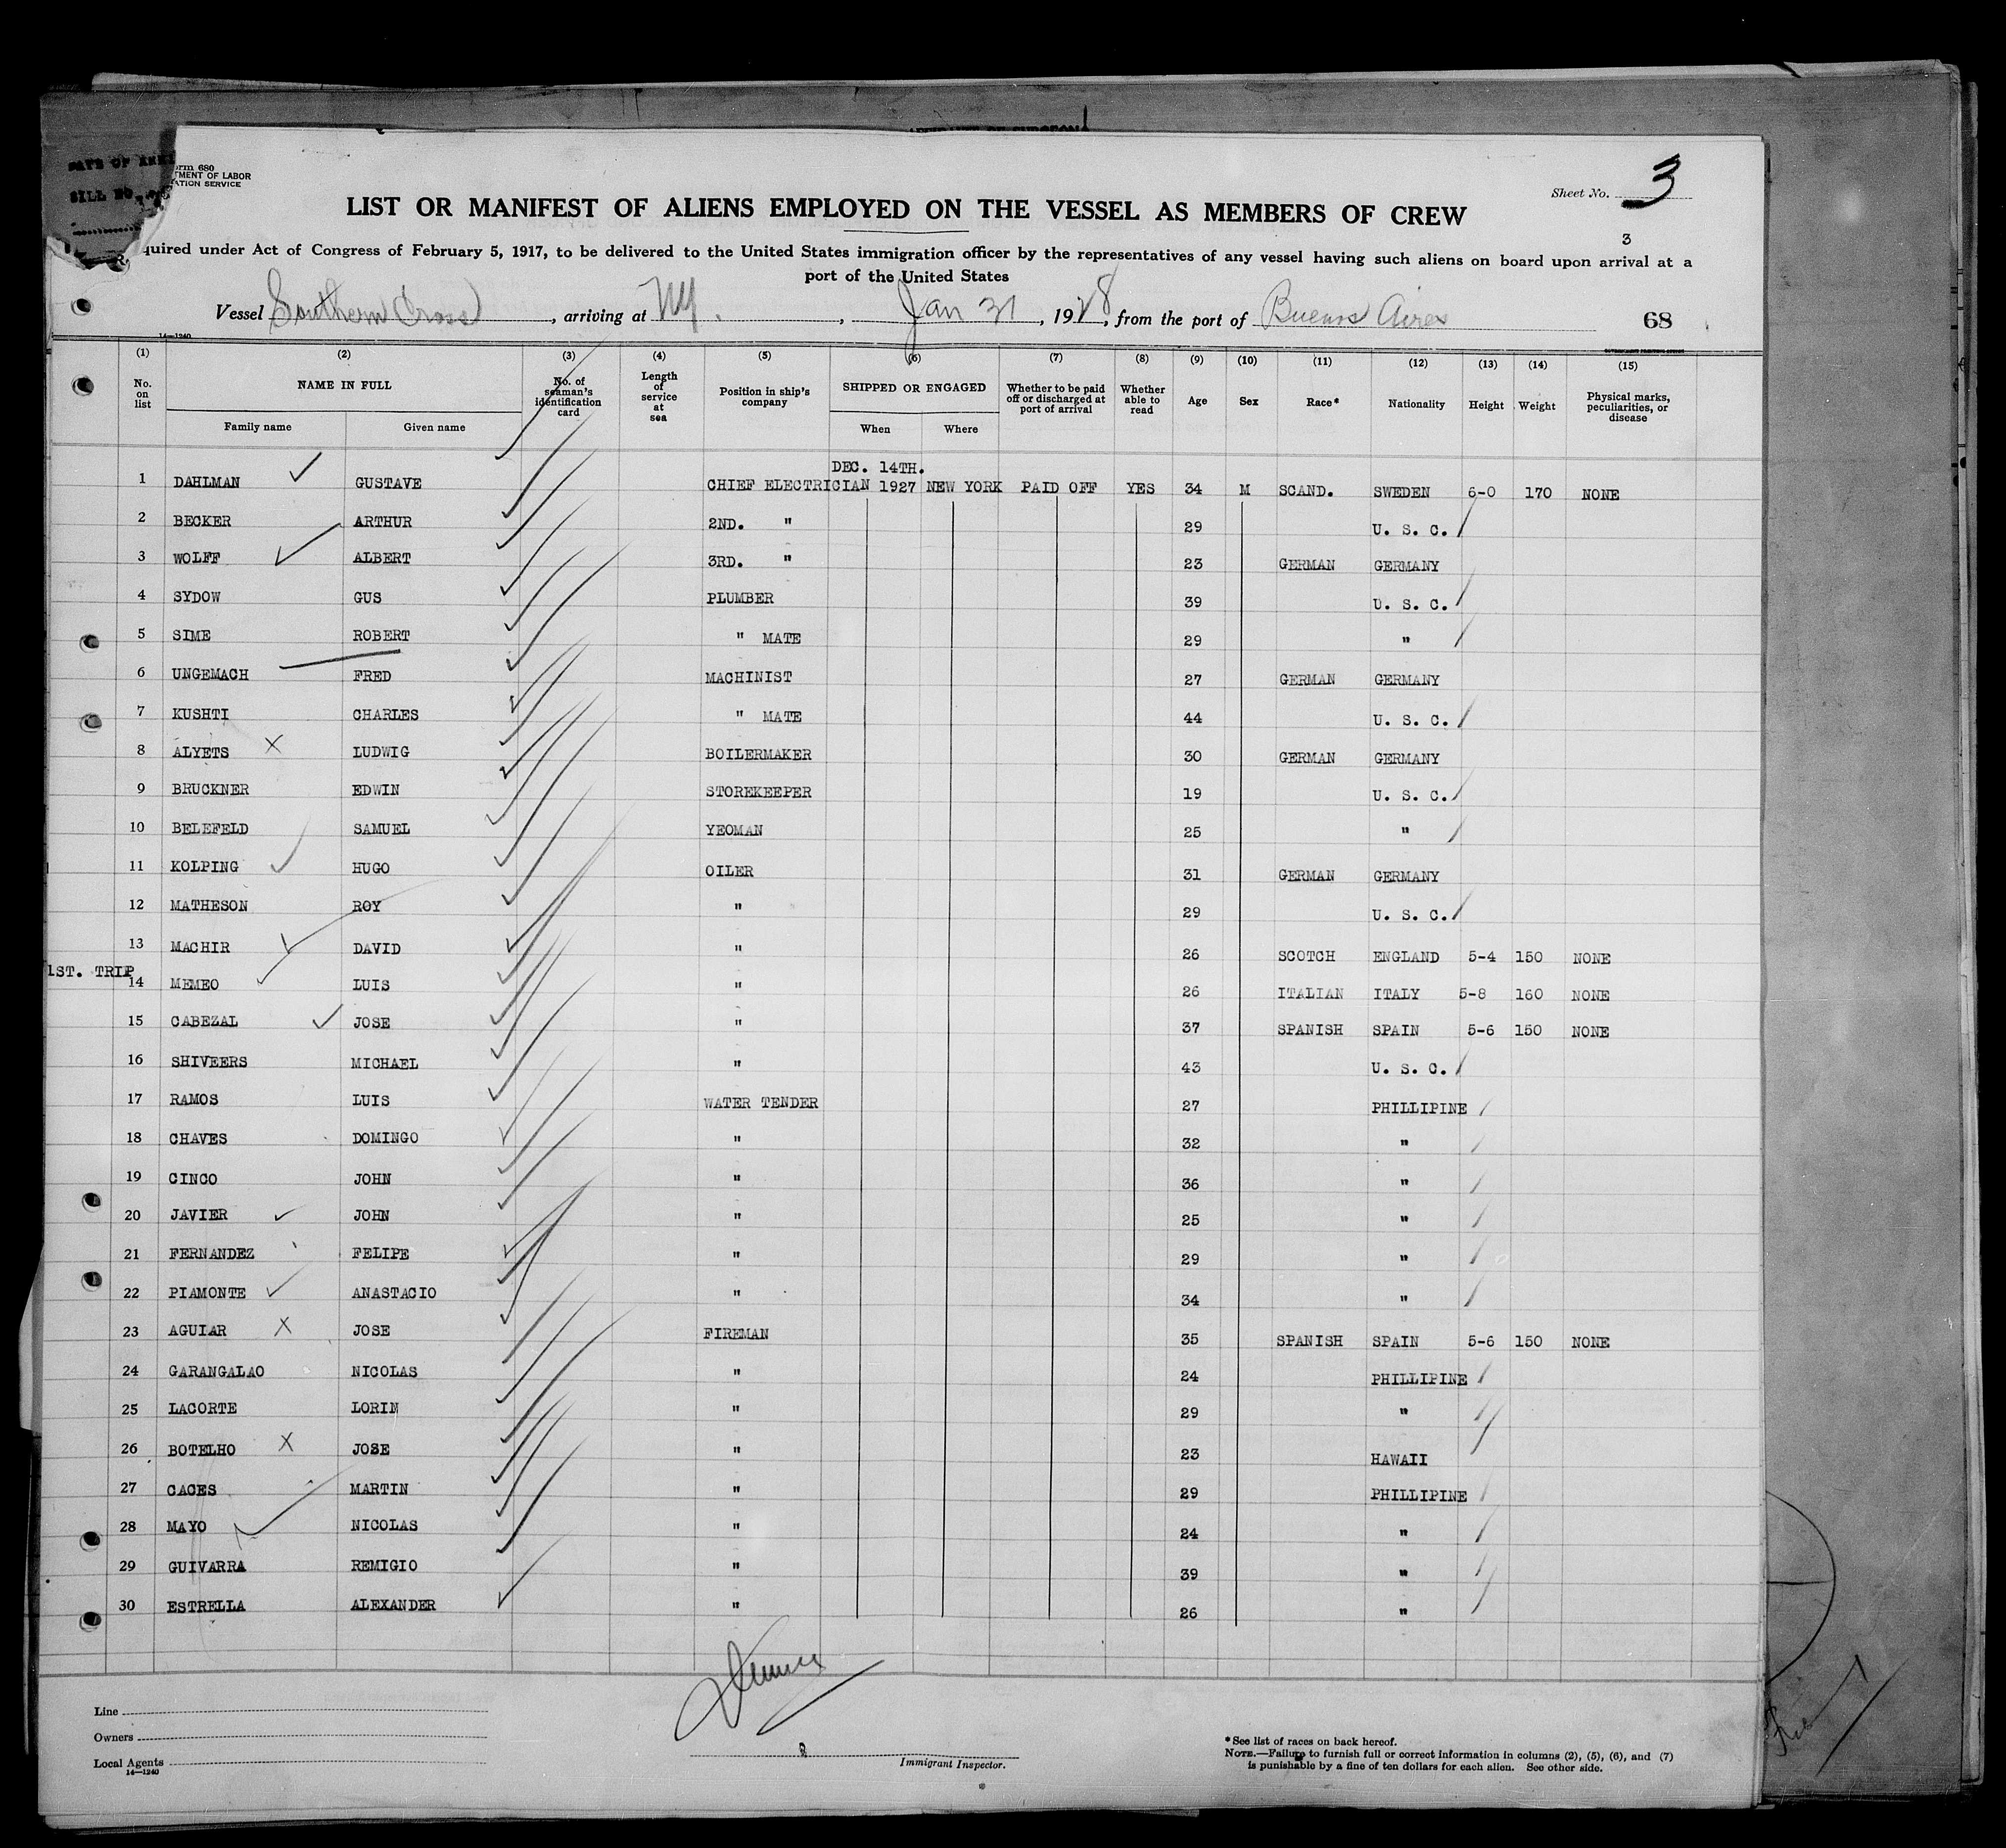 Sheet No. 3
orm 680
TMENT OF LABOR
ATION SERVICE
DATE OF ARRI
BILL NO.
LIST OR MANIFEST OF ALIENS EMPLOYED ON THE VESSEL AS MEMBERS OF CREW
3
quired under Act of Congress of February 5, 1917, to be delivered to the United States immigration officer by the representatives of any vessel having such aliens on board upon arrival at a
port of the United States
Vessel Southern Cross, arriving at NY., Jan 31, 1928, from the port of Buenos Aires 68
14—1240
(1) (2) (3) (4) (5) (6) (7) (8) (9) (10) (11) (12) (13) (14) (15)
No. on list NAME IN FULL Family name Given name No. of seaman's identification card Length of service at sea Position in ship's company SHIPPED OR ENGAGED When Where Whether to be paid off or discharged at port of arrival Whether able to read Age Sex Race* Nationality Height Weight Physical marks, peculiarities, or disease
DEC. 14TH.
1 DAHLMAN GUSTAVE CHIEF ELECTRICIAN 1927 NEW YORK PAID OFF YES 34 M SCAND. SWEDEN 6-0 170 NONE
2 BECKER ARTHUR 2ND. " 29 U. S. C.
3 WOLFF ALBERT 3RD. " 23 GERMAN GERMANY
4 SYDOW GUS PLUMBER 39 U. S. C.
5 SIME ROBERT " MATE 29 "
6 UNGEMACH FRED MACHINIST 27 GERMAN GERMANY
7 KUSHTI CHARLES " MATE 44 U. S. C.
8 ALYETS LUDWIG BOILERMAKER 30 GERMAN GERMANY
9 BRUCKNER EDWIN STOREKEEPER 19 U. S. C.
10 BELEFELD SAMUEL YEOMAN 25 "
11 KOLPING HUGO OILER 31 GERMAN GERMANY
12 MATHESON ROY " 29 U. S. C.
13 MACHIR DAVID " 26 SCOTCH ENGLAND 5-4 150 NONE
1ST. TRIP
14 MEMEO LUIS " 26 ITALIAN ITALY 5-8 160 NONE
15 CABEZAL JOSE " 37 SPANISH SPAIN 5-6 150 NONE
16 SHIVEERS MICHAEL " 43 U. S. C.
17 RAMOS LUIS WATER TENDER 27 PHILLIPINE
18 CHAVES DOMINGO " 32 "
19 CINCO JOHN " 36 "
20 JAVIER JOHN " 25 "
21 FERNANDEZ FELIPE " 29 "
22 PIAMONTE ANASTACIO " 34 "
23 AGUIAR JOSE FIREMAN 35 SPANISH SPAIN 5-6 150 NONE
24 GARANGALAO NICOLAS " 24 PHILLIPINE
25 LACORTE LORIN " 29 "
26 BOTELHO JOSE " 23 HAWAII
27 CACES MARTIN " 29 PHILLIPINE
28 MAYO NICOLAS " 24 "
29 GUIVARRA REMIGIO " 39 "
30 ESTRELLA ALEXANDER " 26 "
Line
Owners
Local Agents
14—1240
Immigrant Inspector.
*See list of races on back hereof.
NOTE.—Failure to furnish full or correct information in columns (2), (5), (6), and (7)
is punishable by a fine of ten dollars for each alien. See other side.